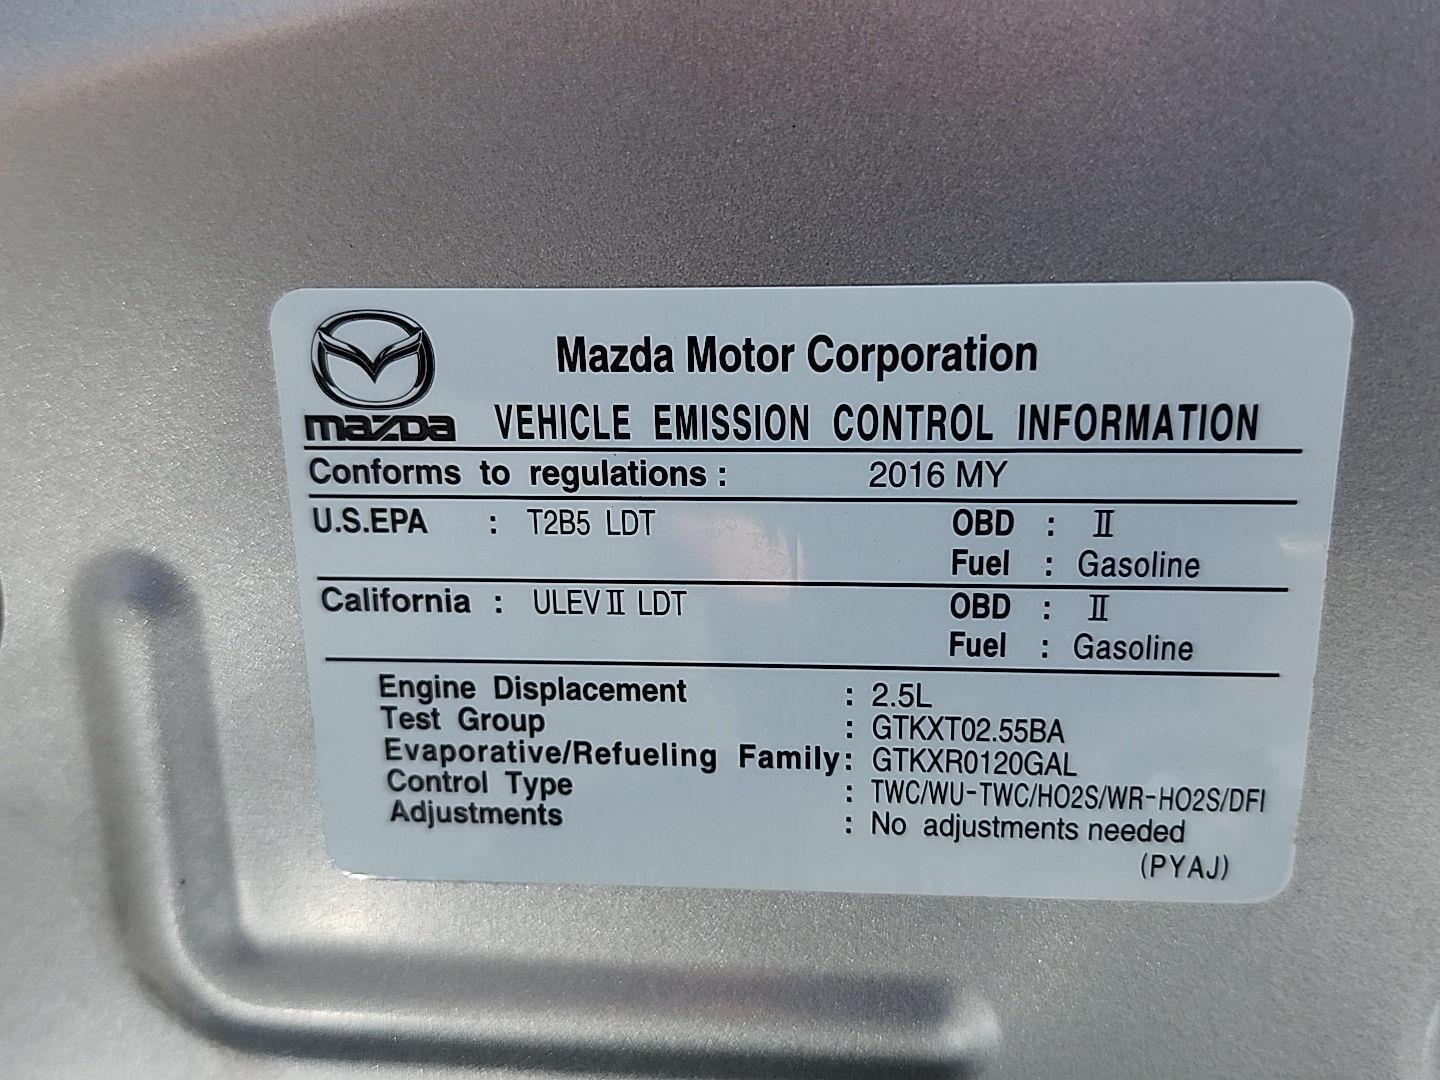 Mazda Motor Corporation
mazda VEHICLE EMISSION CONTROL INFORMATION
Conforms to regulations : 2016 MY
U.S.EPA : T2B5 LDT OBD : II
Fuel : Gasoline
California : ULEV II LDT OBD : II
Fuel : Gasoline
Engine Displacement : 2.5L
Test Group : GTKXT02.55BA
Evaporative/Refueling Family : GTKXR0120GAL
Control Type : TWC/WU-TWC/HO2S/WR-HO2S/DFI
Adjustments : No adjustments needed
(PYAJ)